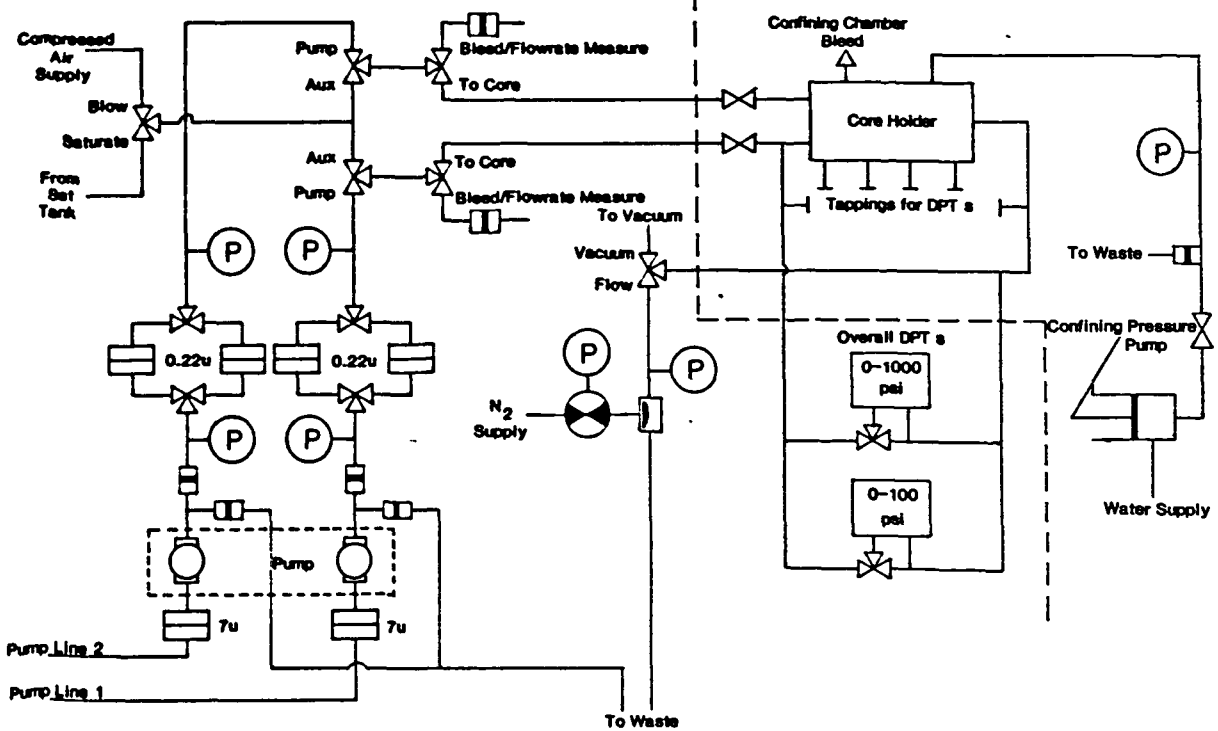 Compressed
Air
Supply
Blow
Saturate
From
Sat
Tank
Pump
Aux
Aux
Pump
Bleed/Flowrate Measure
To Core
To Core
Bleed/Flowrate Measure
To Vacuum
Vacuum
Flow
Confining Chamber
Bleed
Core Holder
Tappings for DPT s
P
To Waste
Confining Pressure
Pump
Water Supply
P
P
0.22u
0.22u
P
P
P
P
N2
Supply
Overall DPT s
0-1000
psi
0-100
psi
Pump
7u
7u
Pump Line 2
Pump Line 1
To Waste